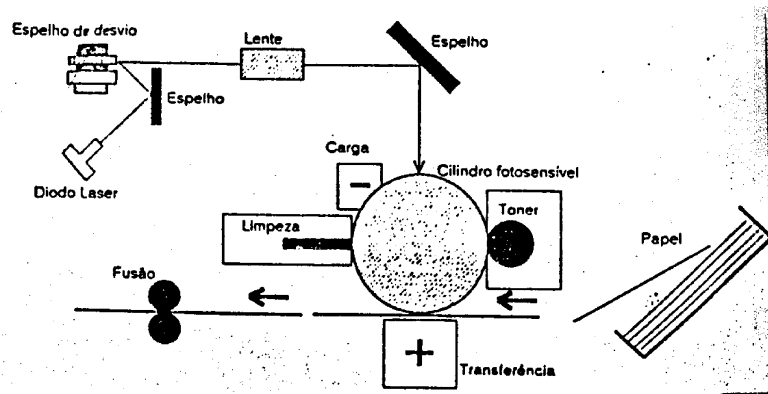 Espelho de desvio
Lente
Espelho
Espelho
Diodo Laser
Carga
−
Cilindro fotosensível
Limpeza
Toner
Papel
Fusão
+
Transferência